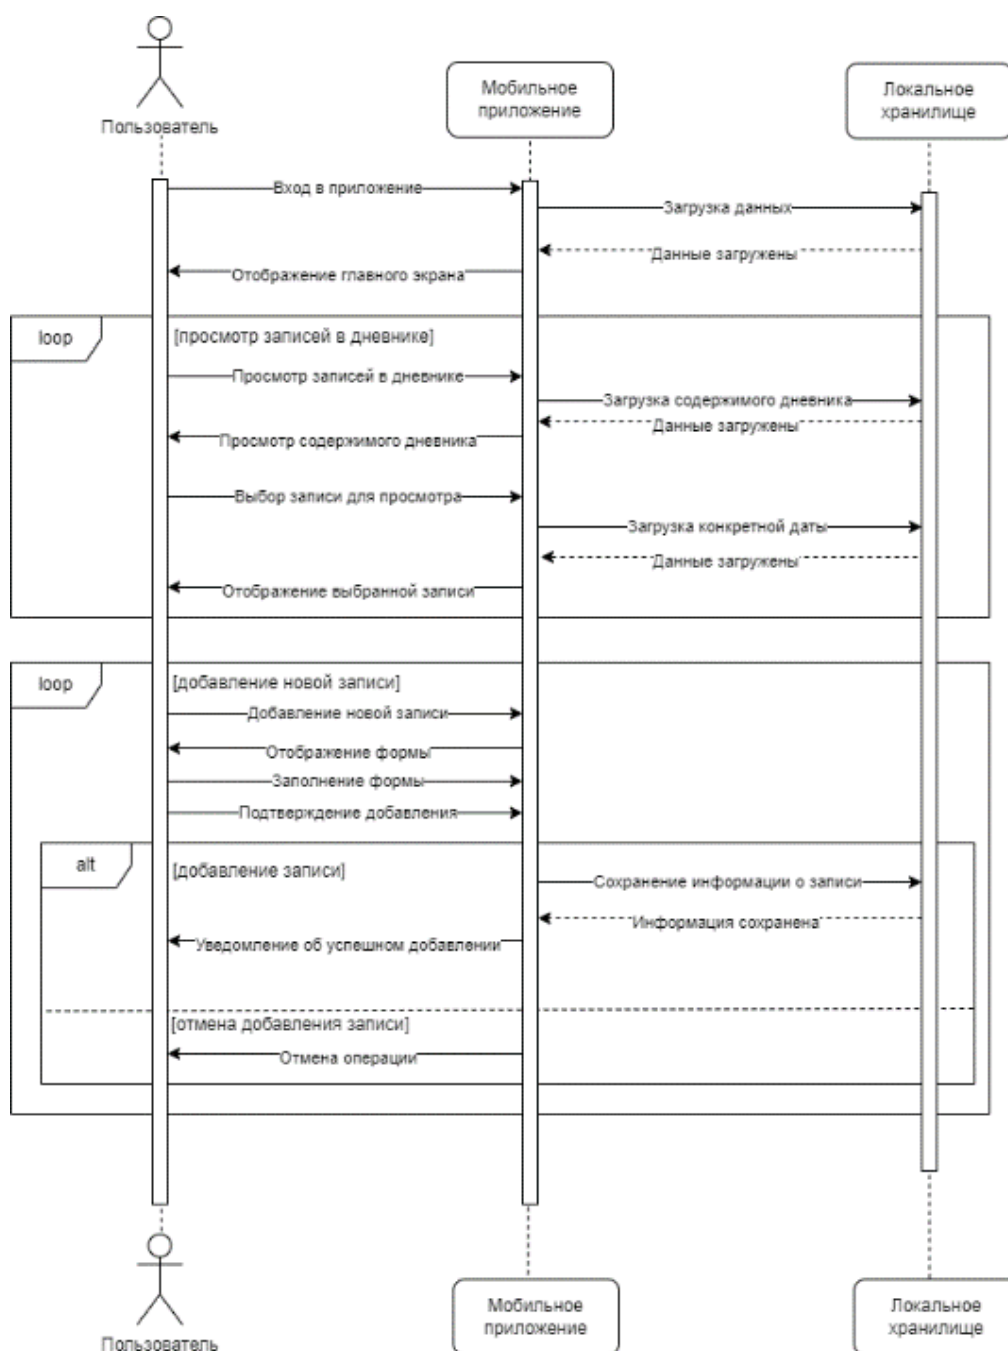 Пользователь
Мобильное
приложение
Локальное
хранилище
Вход в приложение
Загрузка данных
Данные загружены
Отображение главного экрана
loop
[просмотр записей в дневнике]
Просмотр записей в дневнике
Загрузка содержимого дневника
Данные загружены
Просмотр содержимого дневника
Выбор записи для просмотра
Загрузка конкретной даты
Данные загружены
Отображение выбранной записи
loop
[добавление новой записи]
Добавление новой записи
Отображение формы
Заполнение формы
Подтверждение добавления
alt
[добавление записи]
Сохранение информации о записи
Информация сохранена
Уведомление об успешном добавлении
[отмена добавления записи]
Отмена операции
Пользователь
Мобильное
приложение
Локальное
хранилище